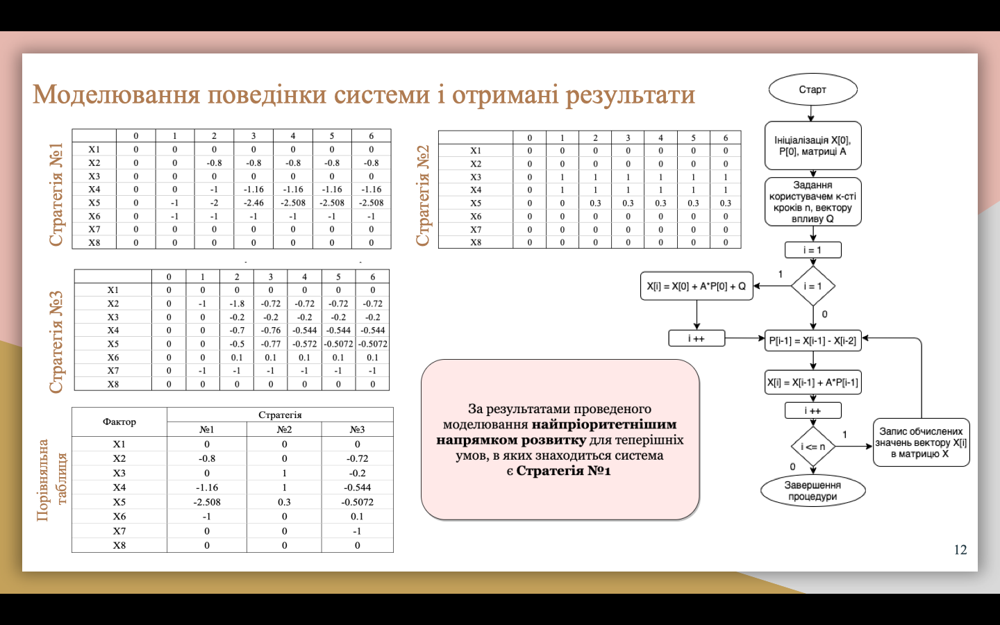 Моделювання поведінки системи і отримані результати
Стратегія №1
0 1 2 3 4 5 6
X1 0 0 0 0 0 0 0
X2 0 0 -0.8 -0.8 -0.8 -0.8 -0.8
X3 0 0 0 0 0 0 0
X4 0 0 -1 -1.16 -1.16 -1.16 -1.16
X5 0 -1 -2 -2.46 -2.508 -2.508 -2.508
X6 0 -1 -1 -1 -1 -1 -1
X7 0 0 0 0 0 0 0
X8 0 0 0 0 0 0 0
Стратегія №2
0 1 2 3 4 5 6
X1 0 0 0 0 0 0 0
X2 0 0 0 0 0 0 0
X3 0 1 1 1 1 1 1
X4 0 1 1 1 1 1 1
X5 0 0 0.3 0.3 0.3 0.3 0.3
X6 0 0 0 0 0 0 0
X7 0 0 0 0 0 0 0
X8 0 0 0 0 0 0 0
Стратегія №3
0 1 2 3 4 5 6
X1 0 0 0 0 0 0 0
X2 0 -1 -1.8 -0.72 -0.72 -0.72 -0.72
X3 0 0 -0.2 -0.2 -0.2 -0.2 -0.2
X4 0 0 -0.7 -0.76 -0.544 -0.544 -0.544
X5 0 0 -0.5 -0.77 -0.572 -0.5072 -0.5072
X6 0 0 0.1 0.1 0.1 0.1 0.1
X7 0 -1 -1 -1 -1 -1 -1
X8 0 0 0 0 0 0 0
Порівняльна
таблиця
Фактор
Стратегія
№1 №2 №3
X1 0 0 0
X2 -0.8 0 -0.72
X3 0 1 -0.2
X4 -1.16 1 -0.544
X5 -2.508 0.3 -0.5072
X6 -1 0 0.1
X7 0 0 -1
X8 0 0 0
За результатами проведеного
моделювання найпріоритетнішим
напрямком розвитку для теперішніх
умов, в яких знаходиться система
є Стратегія №1
Старт
Ініціалізація X[0],
P[0], матриці A
Задання
користувачем к-сті
кроків n, вектору
впливу Q
i = 1
i = 1
1
0
X[i] = X[0] + A*P[0] + Q
i ++
P[i-1] = X[i-1] - X[i-2]
X[i] = X[i-1] + A*P[i-1]
i ++
i <= n
1
0
Запис обчислених
значень вектору X[i]
в матрицю X
Завершення
процедури
12